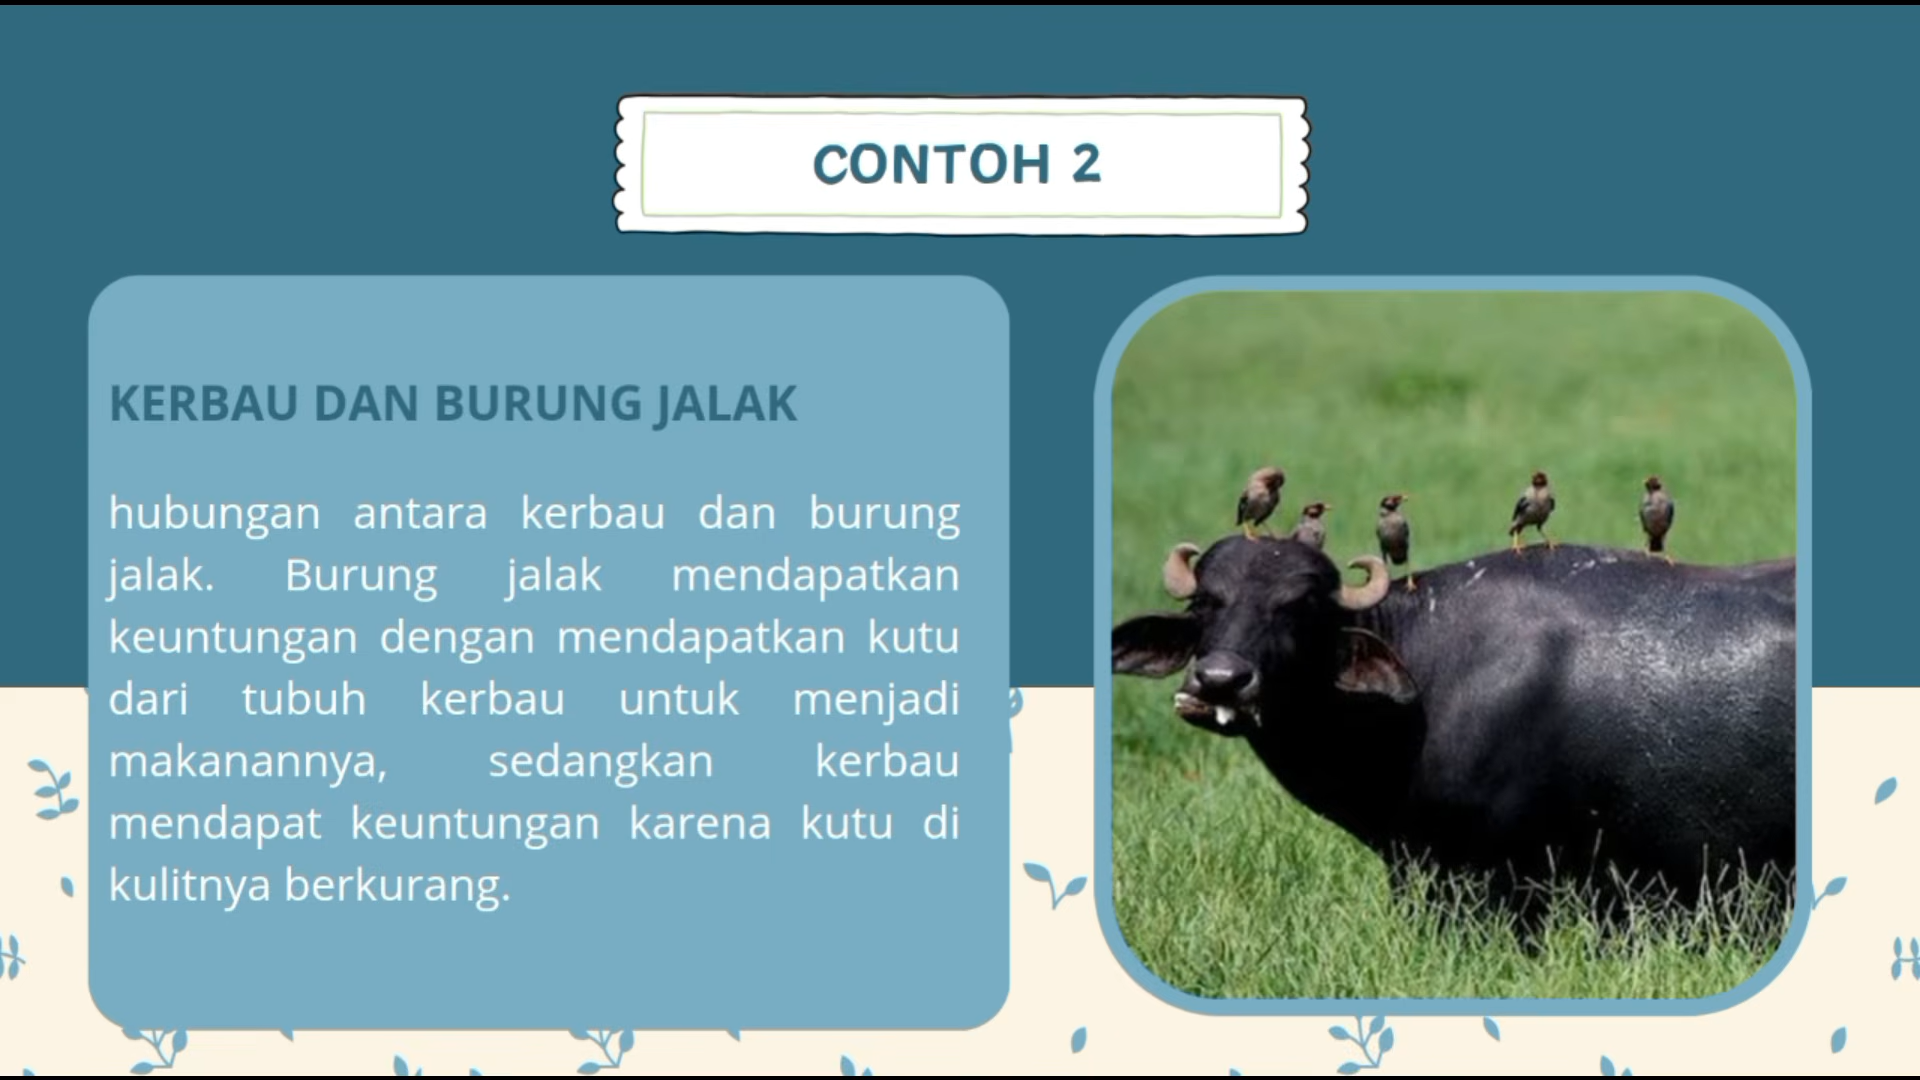 CONTOH 2
KERBAU DAN BURUNG JALAK
hubungan antara kerbau dan burung
jalak. Burung jalak mendapatkan
keuntungan dengan mendapatkan kutu
dari tubuh kerbau untuk menjadi
makanannya, sedangkan kerbau
mendapat keuntungan karena kutu di
kulitnya berkurang.